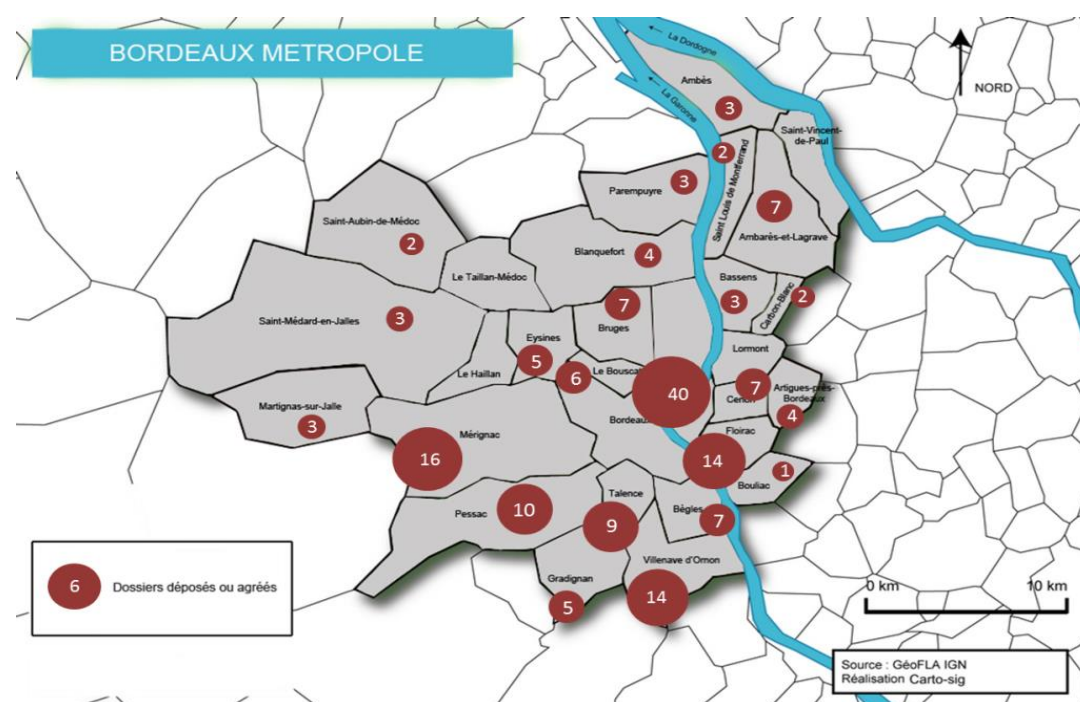 BORDEAUX METROPOLE
La Dordogne
La Garonne
NORD
Ambès
3
Saint-Vincent-
de-Paul
2
Saint Louis de Montferrand
Parempuyre
3
7
Ambarès-et-Lagrave
Saint-Aubin-de-Médoc
2
Blanquefort
4
Le Taillan-Médoc
Bassens
3
Carbon-Blanc
2
Saint-Médard-en-Jalles
3
7
Bruges
Eysines
5
Lormont
Le Haillan
6
Le Bouscat
40
7
Cenon
Artigues-près-
Bordeaux
4
Martignas-sur-Jalle
3
Mérignac
16
Bordeaux
Floirac
14
1
Bouliac
Pessac
10
Talence
9
Bègles
7
Villenave d'Ornon
14
Gradignan
5
6
Dossiers déposés ou agréés
0 km
10 km
Source : GéoFLA IGN
Réalisation Carto-sig